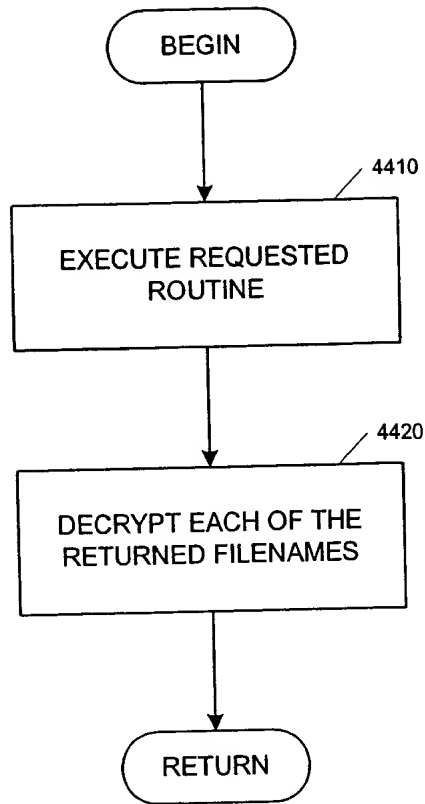 BEGIN
4410
EXECUTE REQUESTED
ROUTINE
4420
DECRYPT EACH OF THE
RETURNED FILENAMES
RETURN